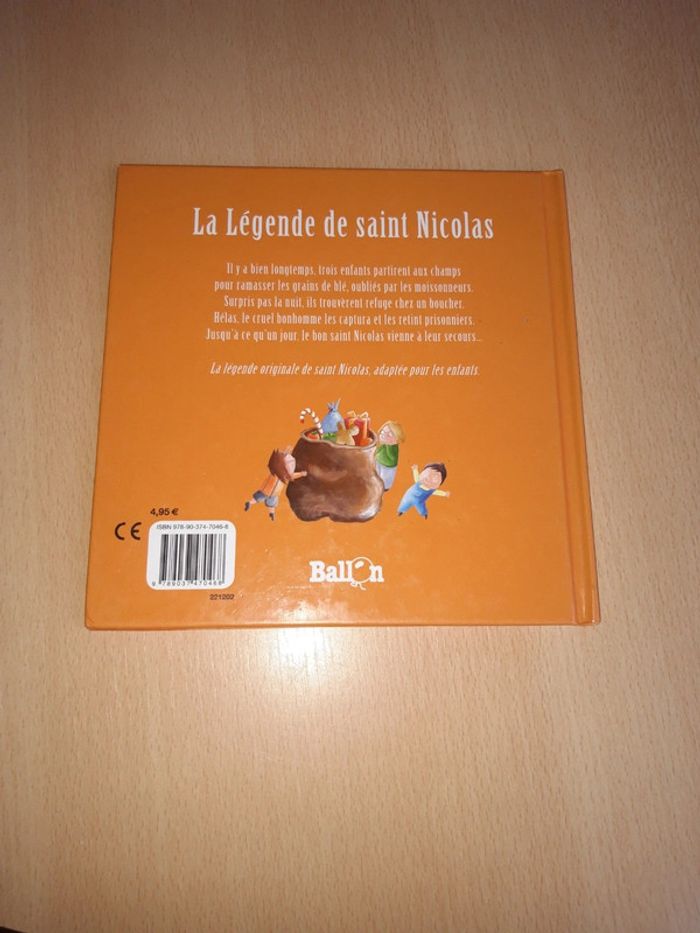 La Légende de saint Nicolas
Il y a bien longtemps, trois enfants partirent aux champs
pour ramasser les grains de blé, oubliés par les moissonneurs.
Surpris pas la nuit, ils trouvèrent refuge chez un boucher.
Hélas, le cruel bonhomme les captura et les retint prisonniers.
Jusqu'à ce qu'un jour, le bon saint Nicolas vienne à leur secours...
La légende originale de saint Nicolas, adaptée pour les enfants.
4,95 €
CE
ISBN 978-90-374-7046-8
9 789037 470468
221202
Ballon